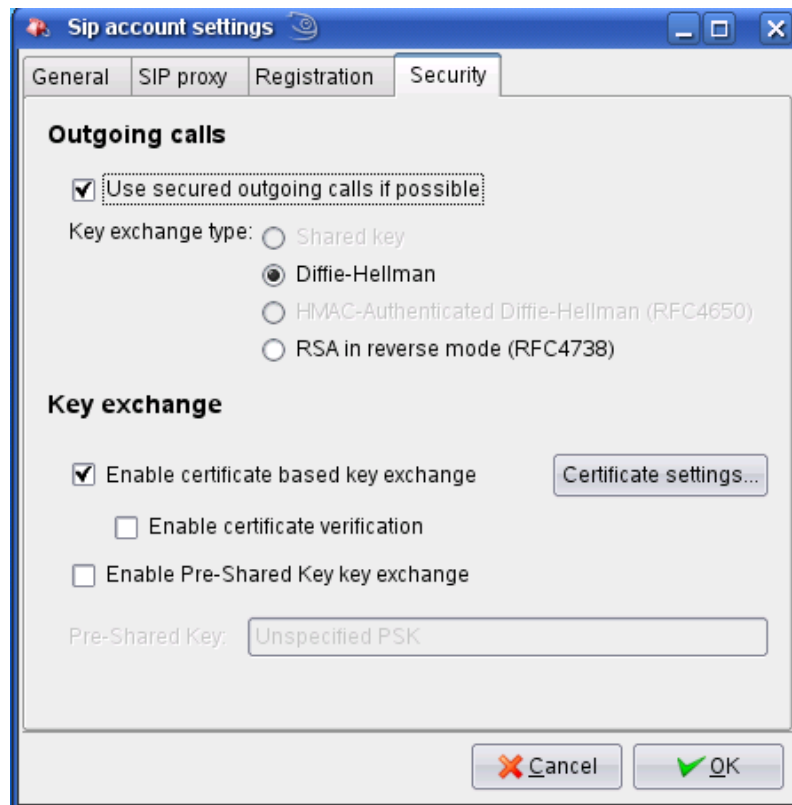 Sip account settings
General SIP proxy Registration Security
Outgoing calls
Use secured outgoing calls if possible
Key exchange type: Shared key
Diffie-Hellman
HMAC-Authenticated Diffie-Hellman (RFC4650)
RSA in reverse mode (RFC4738)
Key exchange
Enable certificate based key exchange Certificate settings...
Enable certificate verification
Enable Pre-Shared Key key exchange
Pre-Shared Key: Unspecified PSK
Cancel OK